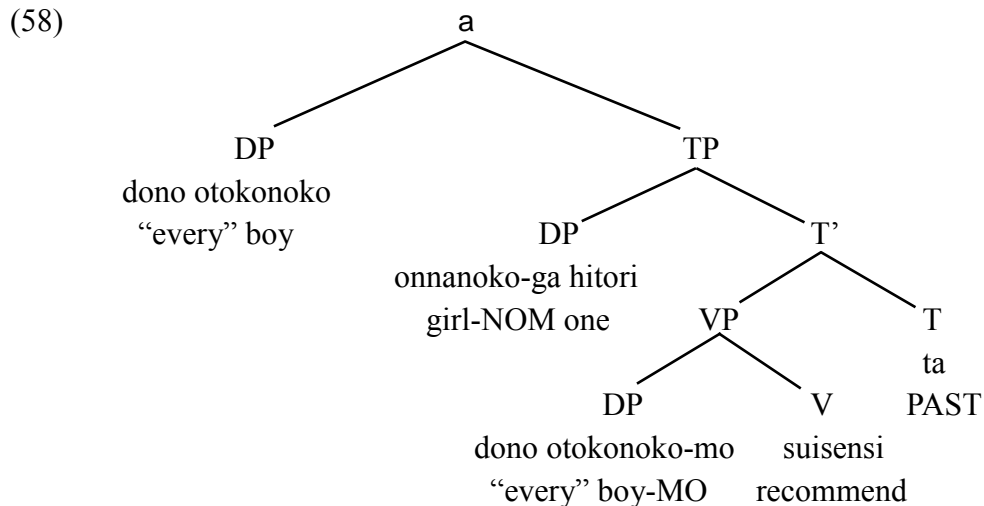 (58)
a
DP TP
dono otokonoko
“every” boy
DP T’
onnanoko-ga hitori
girl-NOM one
VP T
ta
PAST
DP V
dono otokonoko-mo suisensi
“every” boy-MO recommend